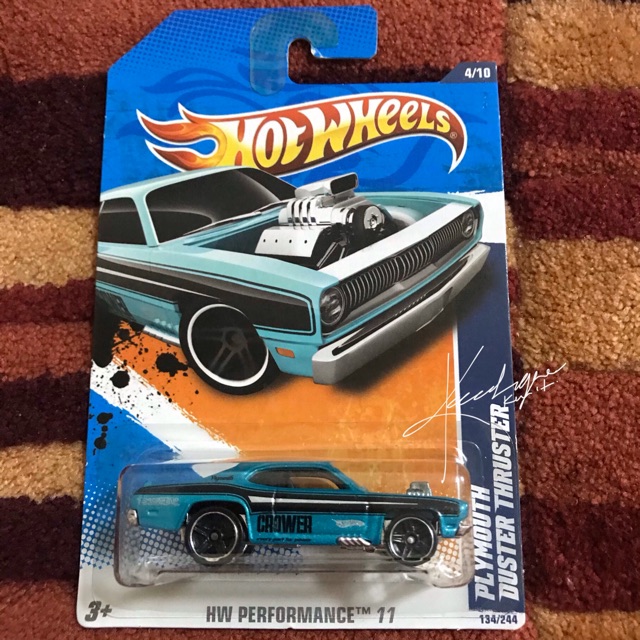 4/10
HOT WHEELS®
PLYMOUTH
DUSTER THRUSTER
CROWER
3+
HW PERFORMANCE™ 11
134/244